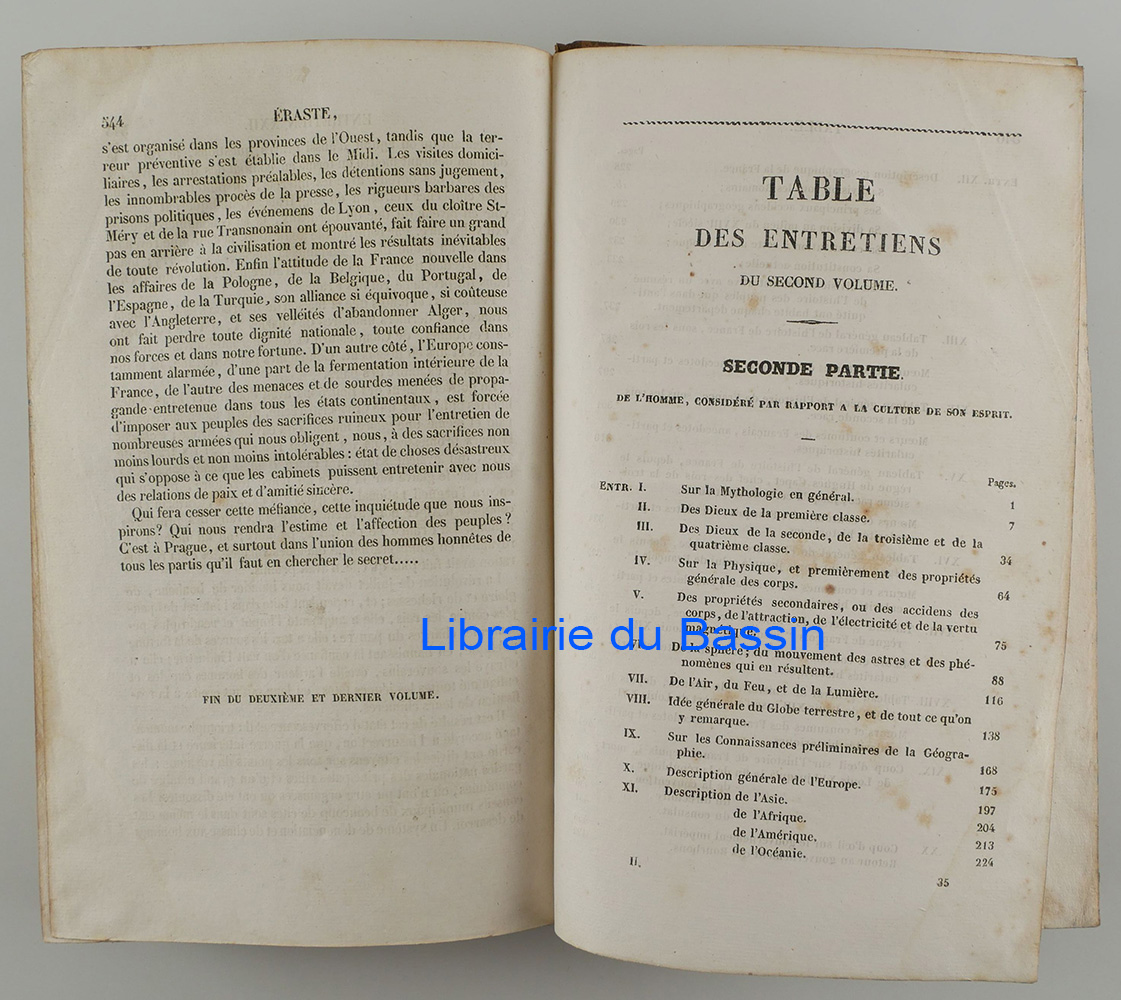 544
ÉRASTE,
s'est organisé dans les provinces de l'Ouest, tandis que la ter-
reur préventive s'est établie dans le Midi. Les visites domici-
liaires, les arrestations préalables, les détentions sans jugement,
les innombrables procès de la presse, les rigueurs barbares des
prisons politiques, les événemens de Lyon, ceux du cloître St-
Méry et de la rue Transnonain ont épouvanté, fait faire un grand
pas en arrière à la civilisation et montré les résultats inévitables
de toute révolution. Enfin l'attitude de la France nouvelle dans
les affaires de la Pologne, de la Belgique, du Portugal, de
l'Espagne, de la Turquie, son alliance si équivoque, si coûteuse
avec l'Angleterre, et ses velléités d'abandonner Alger, nous
ont fait perdre toute dignité nationale, toute confiance dans
nos forces et dans notre fortune. D'un autre côté, l'Europe cons-
tamment alarmée, d'une part de la fermentation intérieure de la
France, de l'autre des menaces et de sourdes menées de propa-
gande entretenue dans tous les états continentaux, est forcée
d'imposer aux peuples des sacrifices ruineux pour l'entretien de
nombreuses armées qui nous obligent, nous, à des sacrifices non
moins lourds et non moins intolérables : état de choses désastreux
qui s'oppose à ce que les cabinets puissent entretenir avec nous
des relations de paix et d'amitié sincère.
Qui fera cesser cette méfiance, cette inquiétude que nous ins-
pirons? Qui nous rendra l'estime et l'affection des peuples?
C'est à Prague, et surtout dans l'union des hommes honnêtes de
tous les partis qu'il faut en chercher le secret.....
FIN DU DEUXIÈME ET DERNIER VOLUME.
TABLE
DES ENTRETIENS
DU SECOND VOLUME.
SECONDE PARTIE.
DE L'HOMME, CONSIDÉRÉ PAR RAPPORT A LA CULTURE DE SON ESPRIT.
Pages.
ENTR. I. Sur la Mythologie en général. 1
II. Des Dieux de la première classe. 7
III. Des Dieux de la seconde, de la troisième et de la
quatrième classe. 34
IV. Sur la Physique, et premièrement des propriétés
générale des corps. 64
V. Des propriétés secondaires, ou des accidens des
corps, de l'attraction, de l'électricité et de la vertu
magnétique. 75
VI. De la sphère; du mouvement des astres et des phé-
nomènes qui en résultent. 88
VII. De l'Air, du Feu, et de la Lumière. 116
VIII. Idée générale du Globe terrestre, et de tout ce qu'on
y remarque. 138
IX. Sur les Connaissances préliminaires de la Géogra-
phie. 168
X. Description générale de l'Europe. 175
XI. Description de l'Asie. 197
de l'Afrique. 204
de l'Amérique. 213
de l'Océanie. 224
II.
35
Librairie du Bassin